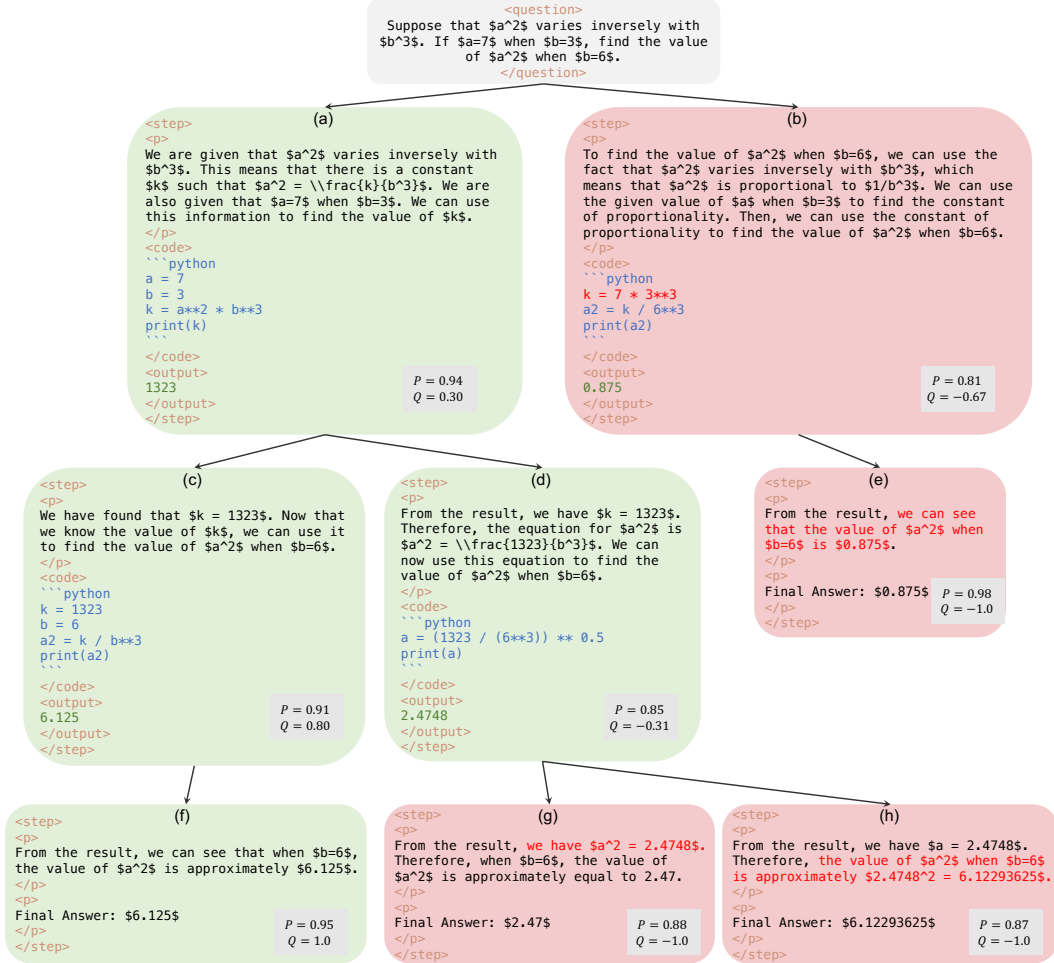 <question>
Suppose that $a^2$ varies inversely with
$b^3$. If $a=7$ when $b=3$, find the value
of $a^2$ when $b=6$.
</question>
(a)
<step>
<p>
We are given that $a^2$ varies inversely with
$b^3$. This means that there is a constant
$k$ such that $a^2 = \\frac{k}{b^3}$. We are
also given that $a=7$ when $b=3$. We can use
this information to find the value of $k$.
</p>
<code>
```python
a = 7
b = 3
k = a**2 * b**3
print(k)
```
</code>
<output>
1323
</output>
</step>
P = 0.94
Q = 0.30
(b)
<step>
<p>
To find the value of $a^2$ when $b=6$, we can use the
fact that $a^2$ varies inversely with $b^3$, which
means that $a^2$ is proportional to $1/b^3$. We can use
the given value of $a$ when $b=3$ to find the constant
of proportionality. Then, we can use the constant of
proportionality to find the value of $a^2$ when $b=6$.
</p>
<code>
```python
k = 7 * 3**3
a2 = k / 6**3
print(a2)
```
</code>
<output>
0.875
</output>
</step>
P = 0.81
Q = −0.67
(c)
<step>
<p>
We have found that $k = 1323$. Now that
we know the value of $k$, we can use it
to find the value of $a^2$ when $b=6$.
</p>
<code>
```python
k = 1323
b = 6
a2 = k / b**3
print(a2)
```
</code>
<output>
6.125
</output>
</step>
P = 0.91
Q = 0.80
(d)
<step>
<p>
From the result, we have $k = 1323$.
Therefore, the equation for $a^2$ is
$a^2 = \\frac{1323}{b^3}$. We can
now use this equation to find the
value of $a^2$ when $b=6$.
</p>
<code>
```python
a = (1323 / (6**3)) ** 0.5
print(a)
```
</code>
<output>
2.4748
</output>
</step>
P = 0.85
Q = −0.31
(e)
<step>
<p>
From the result, we can see
that the value of $a^2$ when
$b=6$ is $0.875$.
</p>
<p>
Final Answer: $0.875$
</p>
</step>
P = 0.98
Q = −1.0
(f)
<step>
<p>
From the result, we can see that when $b=6$,
the value of $a^2$ is approximately $6.125$.
</p>
<p>
Final Answer: $6.125$
</p>
</step>
P = 0.95
Q = 1.0
(g)
<step>
<p>
From the result, we have $a^2 = 2.4748$.
Therefore, when $b=6$, the value of
$a^2$ is approximately equal to 2.47.
</p>
<p>
Final Answer: $2.47$
</p>
</step>
P = 0.88
Q = −1.0
(h)
<step>
<p>
From the result, we have $a = 2.4748$.
Therefore, the value of $a^2$ when $b=6$
is approximately $2.4748^2 = 6.12293625$.
</p>
<p>
Final Answer: $6.12293625$
</p>
</step>
P = 0.87
Q = −1.0